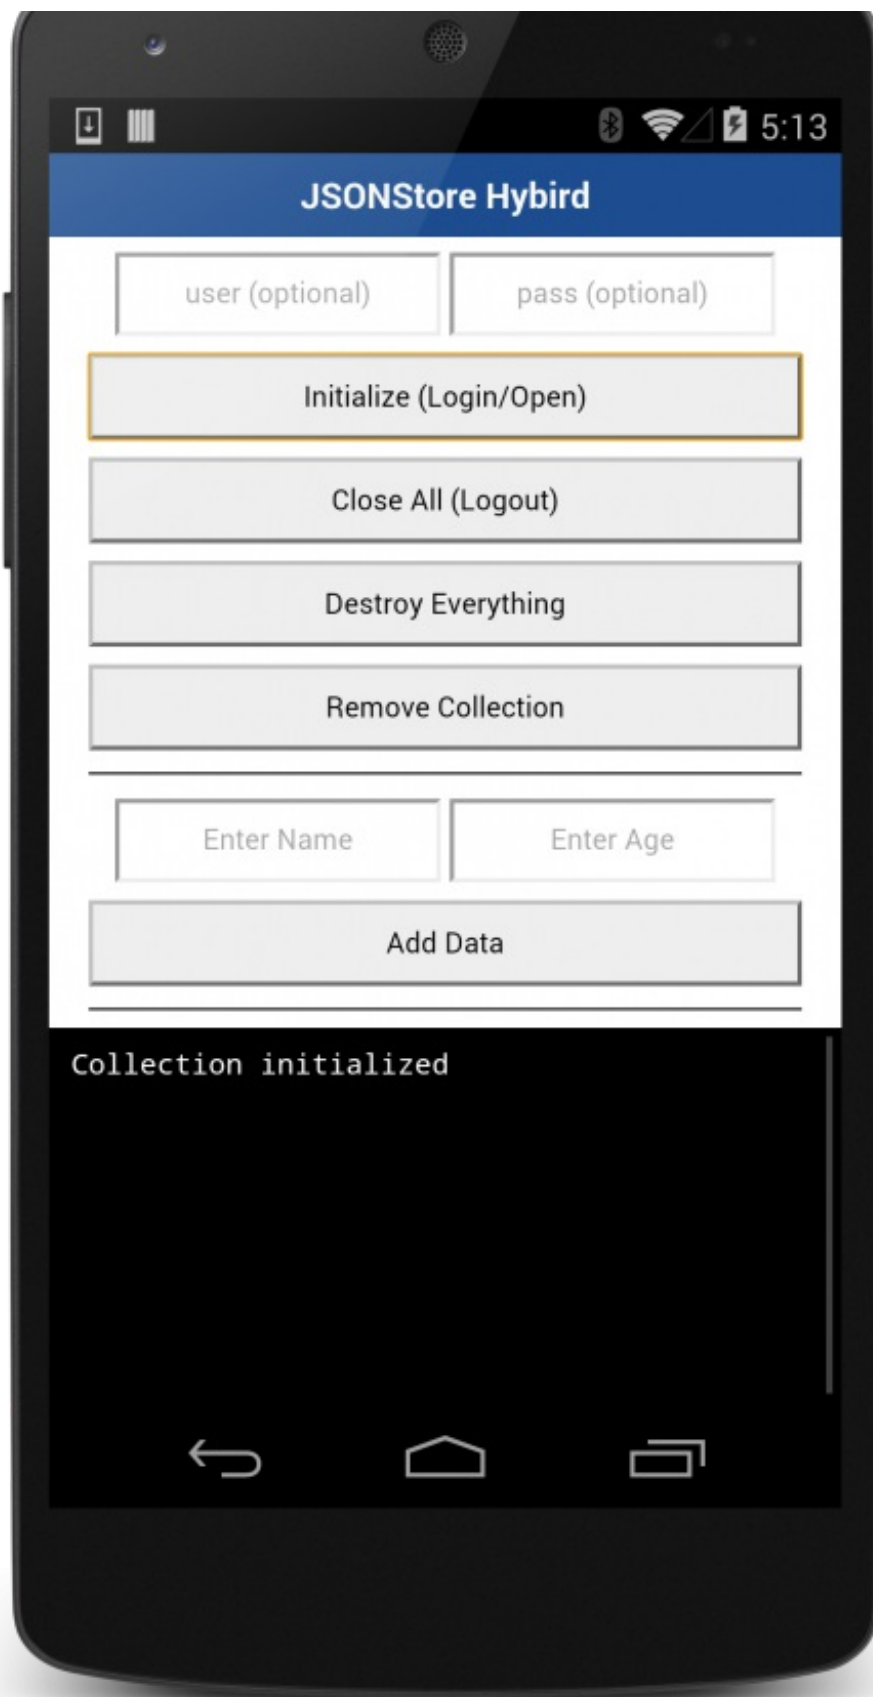 5:13
JSONStore Hybird
user (optional) pass (optional)
Initialize (Login/Open)
Close All (Logout)
Destroy Everything
Remove Collection
Enter Name Enter Age
Add Data
Collection initialized